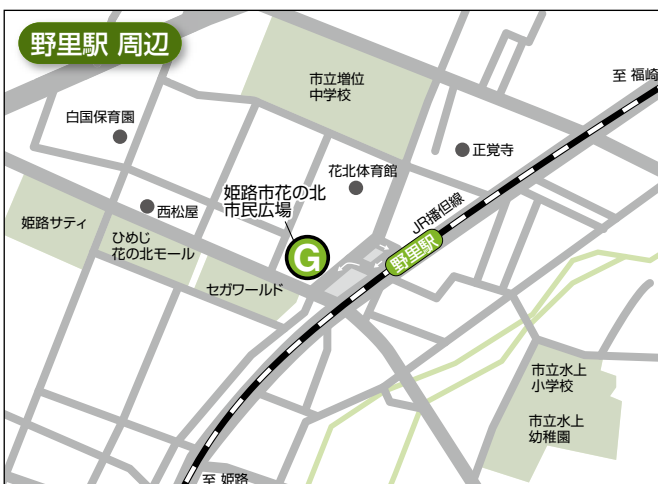 野里駅 周辺
至 福崎
市立増位
中学校
白国保育園
正覚寺
花北体育館
姫路市花の北
市民広場
西松屋
姫路サティ
ひめじ
花の北モール
JR播但線
野里駅
G
セガワールド
市立水上
小学校
市立水上
幼稚園
至 姫路